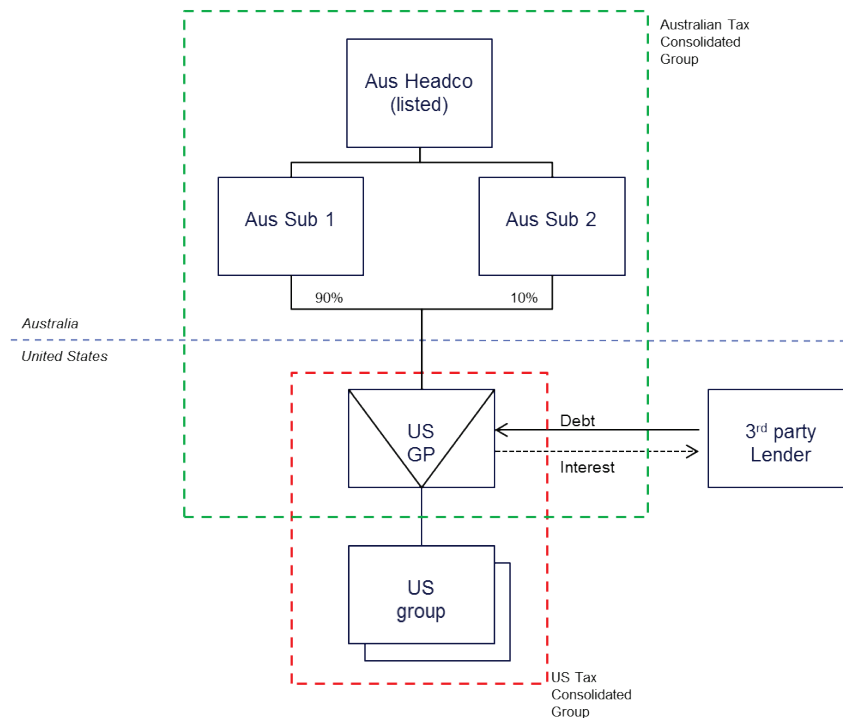 Australian Tax
Consolidated
Group
Aus Headco
(listed)
Aus Sub 1
Aus Sub 2
90%
10%
Australia
United States
US
GP
Debt
Interest
3rd party
Lender
US
group
US Tax
Consolidated
Group